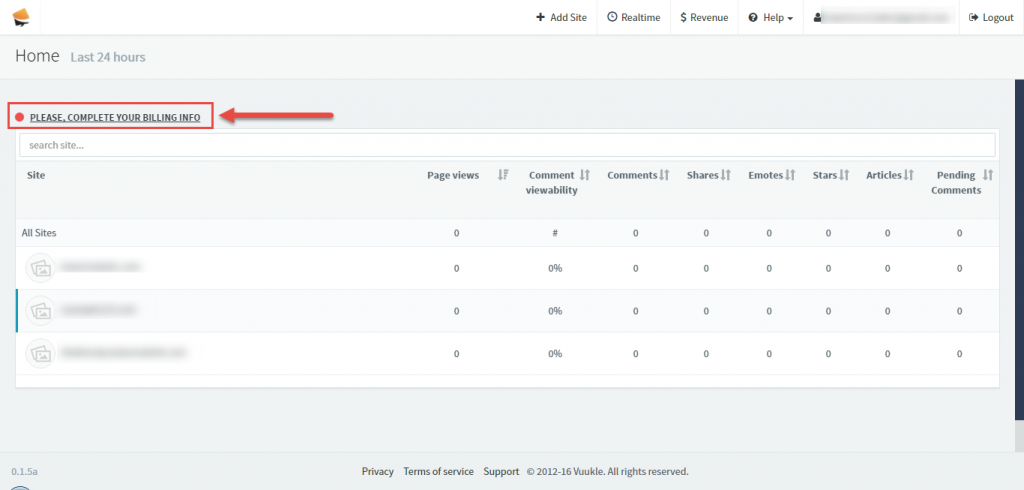 Add Site Realtime $ Revenue Help Logout
Home Last 24 hours
PLEASE, COMPLETE YOUR BILLING INFO
search site...
Site Page views Comment viewability Comments Shares Emotes Stars Articles Pending Comments
All Sites 0 # 0 0 0 0 0 0
0 0% 0 0 0 0 0 0
0 0% 0 0 0 0 0 0
0 0% 0 0 0 0 0 0
0.1.5a Privacy Terms of service Support © 2012-16 Vuukle. All rights reserved.